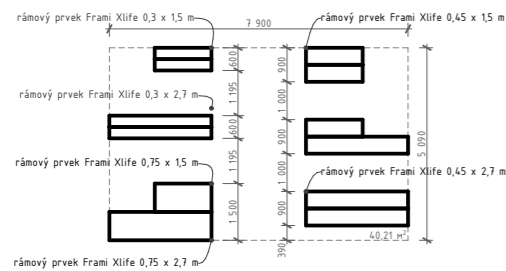 rámový prvek Frami Xlife 0,3 x 1,5 m
rámový prvek Frami Xlife 0,45 x 1,5 m
7 900
600
900
1 195
1 000
rámový prvek Frami Xlife 0,3 x 2,7 m
600
900
5 090
1 195
1 000
rámový prvek Frami Xlife 0,75 x 1,5 m
rámový prvek Frami Xlife 0,45 x 2,7 m
1 500
900
40,21 m²
390
rámový prvek Frami Xlife 0,75 x 2,7 m